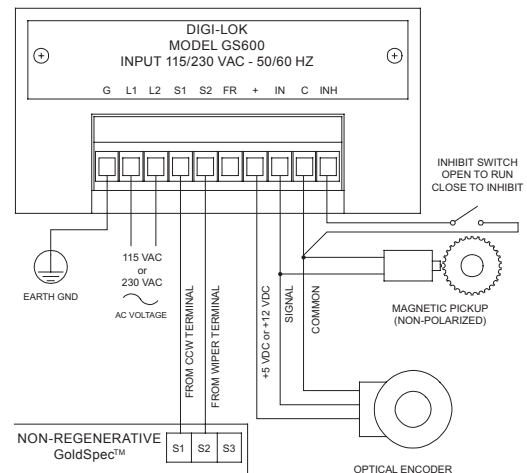 DIGI-LOK
MODEL GS600
INPUT 115/230 VAC - 50/60 HZ
G L1 L2 S1 S2 FR + IN C INH
INHIBIT SWITCH
OPEN TO RUN
CLOSE TO INHIBIT
EARTH GND
115 VAC
or
230 VAC
AC VOLTAGE
FROM CCW TERMINAL
FROM WIPER TERMINAL
+5 VDC or +12 VDC
SIGNAL
COMMON
MAGNETIC PICKUP
(NON-POLARIZED)
NON-REGENERATIVE
GoldSpec™
S1 S2 S3
OPTICAL ENCODER